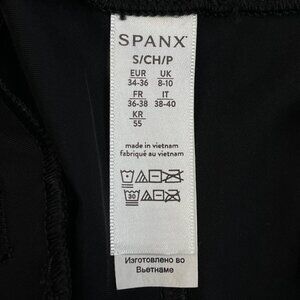 SPANX
S/CH/P
EUR UK
34-36 8-10
FR IT
36-38 38-40
KR
55
made in vietnam
fabriqué au vietnam
30
Изготовлено во
Вьетнаме